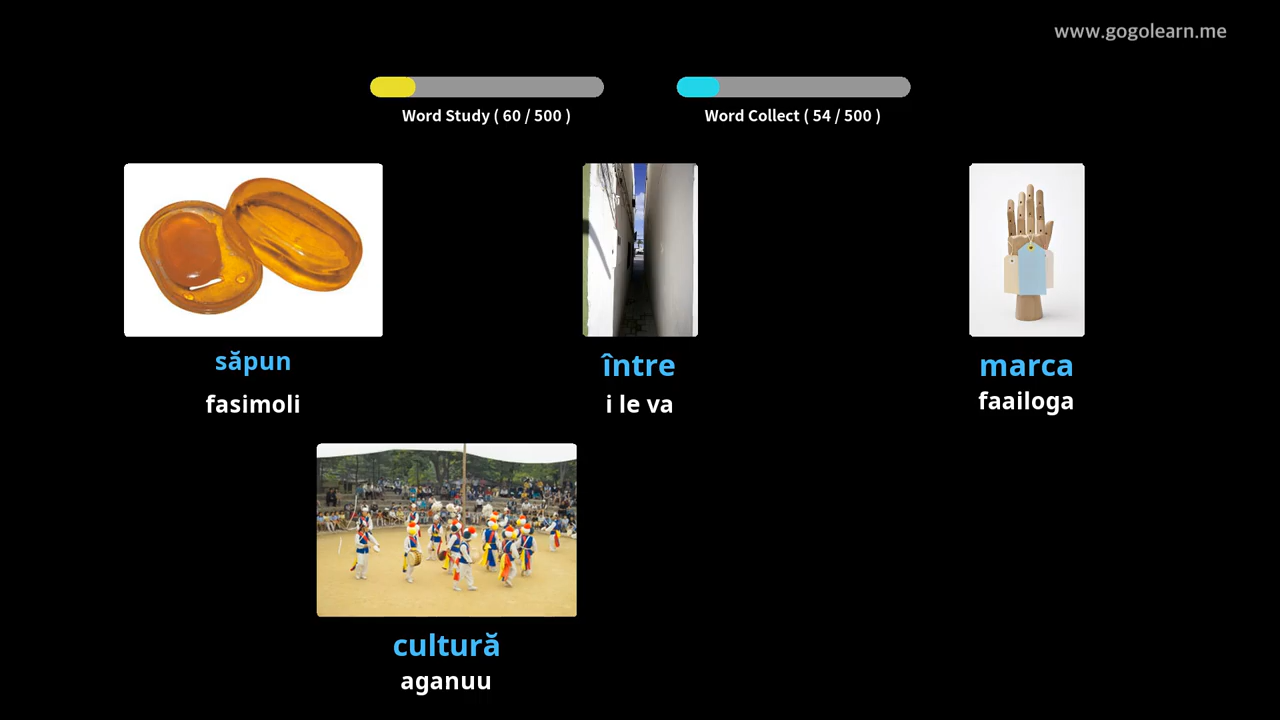 www.gogolearn.me
Word Study ( 60 / 500 )
Word Collect ( 54 / 500 )
săpun
fasimoli
între
i le va
marca
faailoga
cultură
aganuu